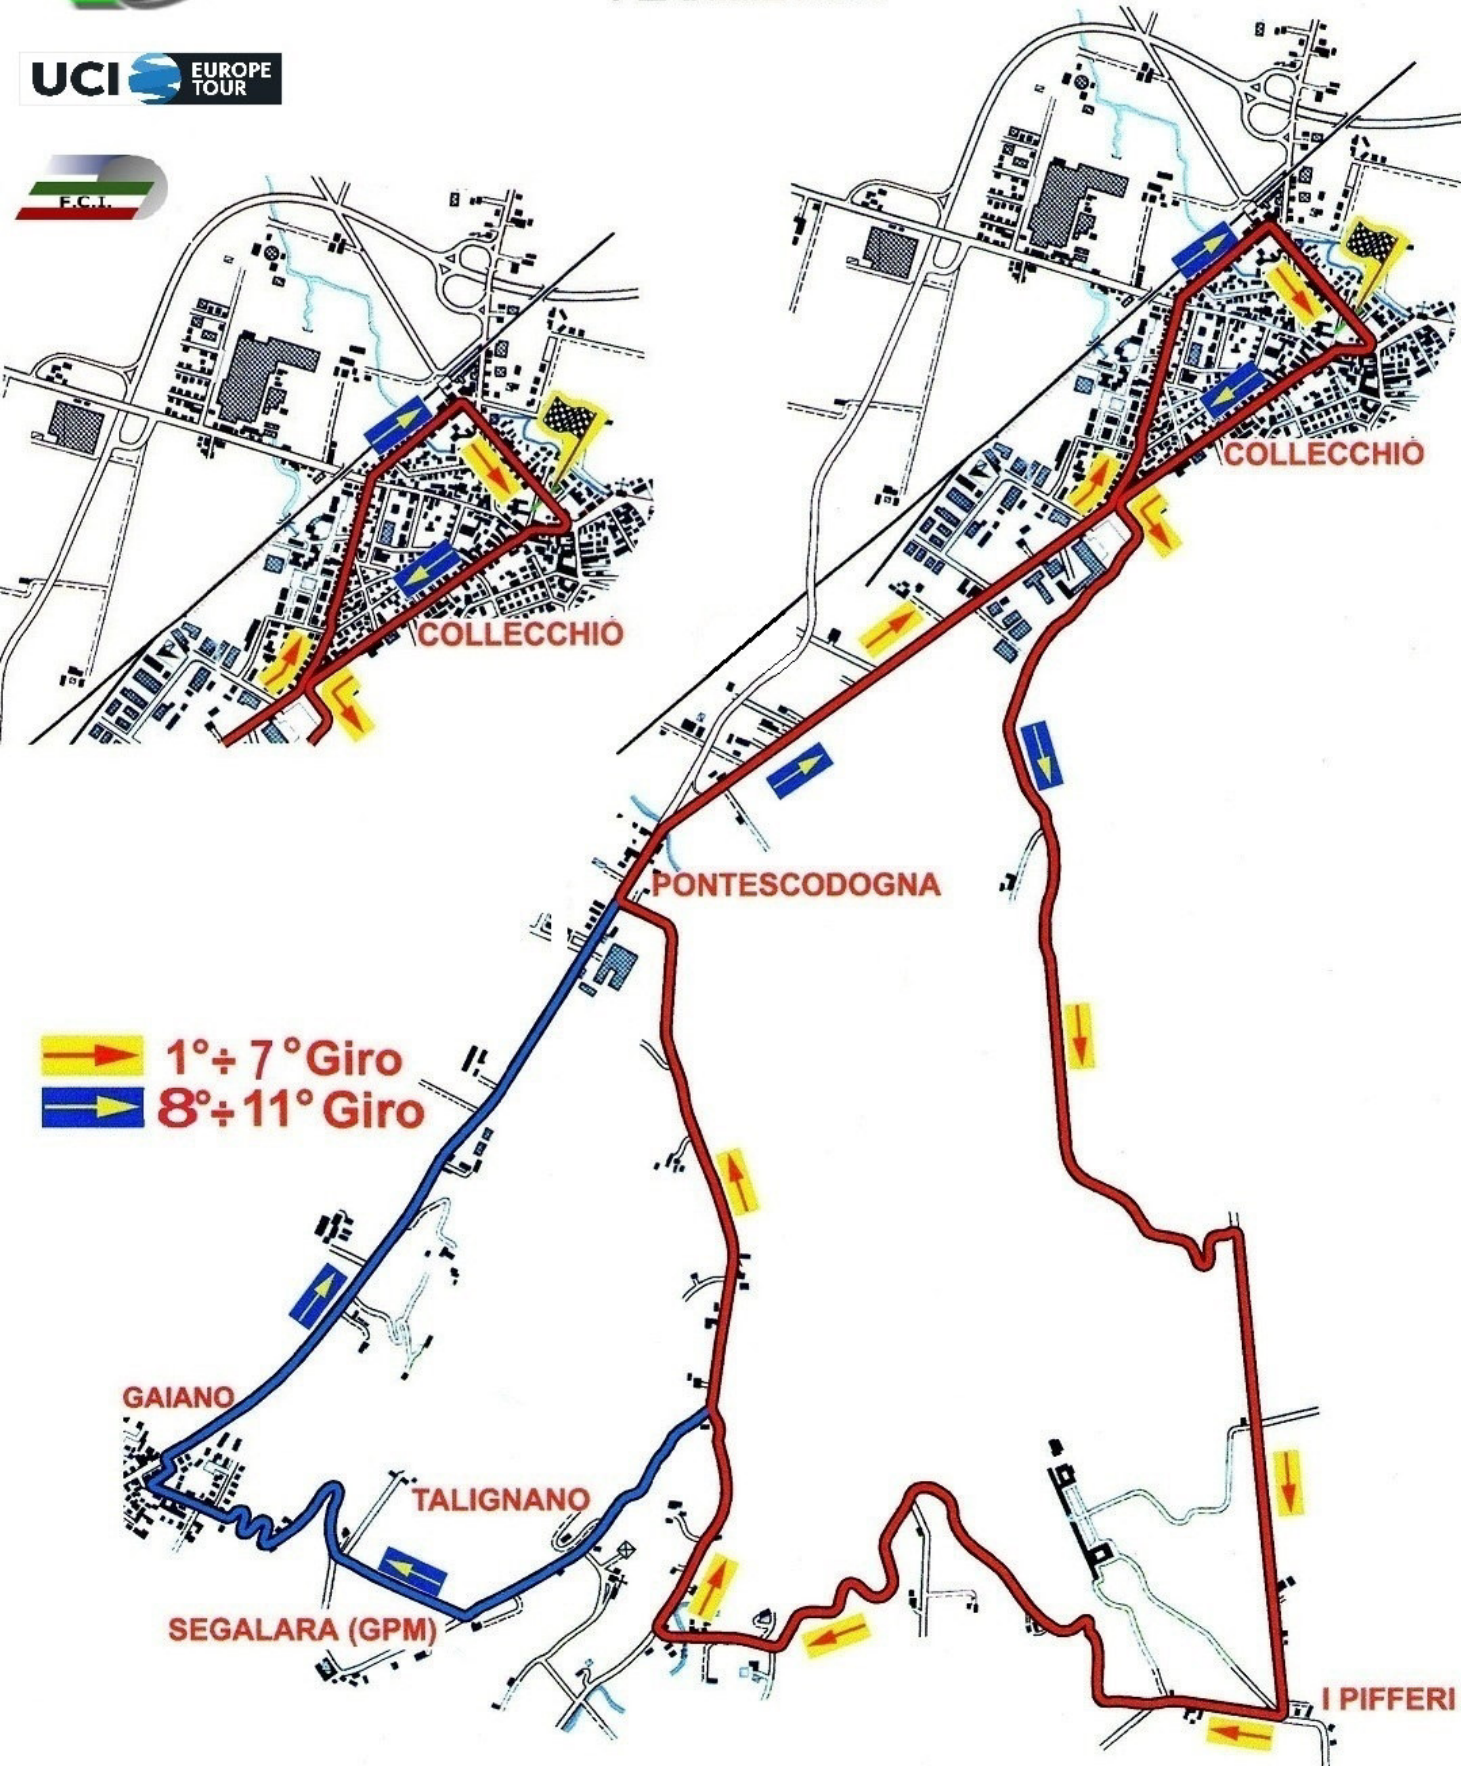 UCI EUROPE
TOUR
F.C.I.
COLLECCHIO
COLLECCHIO
PONTESCODOGNA
1°÷ 7°Giro
8°÷11° Giro
GAIANO
TALIGNANO
SEGALARA (GPM)
I PIFFERI